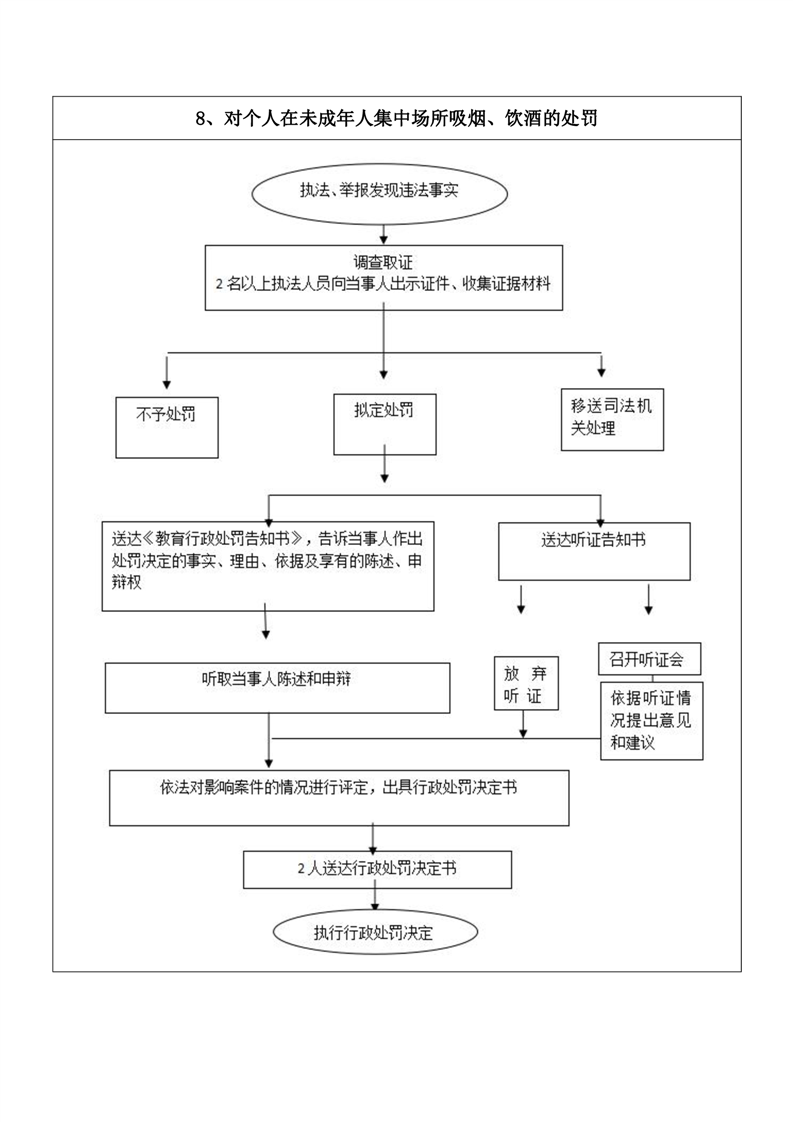 8、对个人在未成年人集中场所吸烟、饮酒的处罚
执法、举报发现违法事实
调查取证
2 名以上执法人员向当事人出示证件、收集证据材料
不予处罚
拟定处罚
移送司法机
关处理
送达《教育行政处罚告知书》，告诉当事人作出
处罚决定的事实、理由、依据及享有的陈述、申
辩权
送达听证告知书
听取当事人陈述和申辩
放 弃
听 证
召开听证会
依据听证情
况提出意见
和建议
依法对影响案件的情况进行评定，出具行政处罚决定书
2 人送达行政处罚决定书
执行行政处罚决定